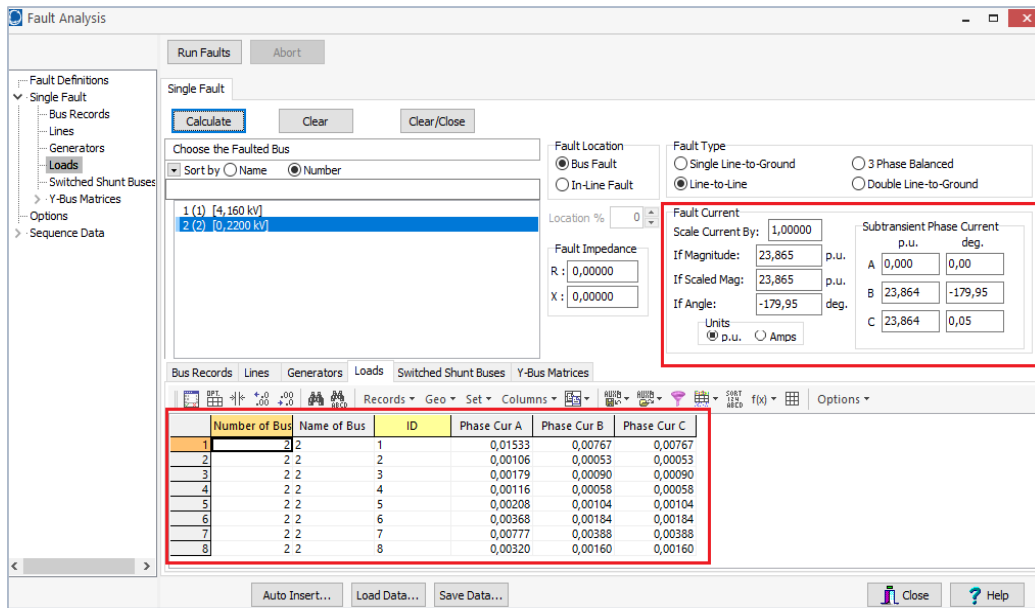 Fault Analysis
Run Faults
Abort
Fault Definitions
Single Fault
Bus Records
Lines
Generators
Loads
Switched Shunt Buses
Y-Bus Matrices
Options
Sequence Data
Single Fault
Calculate
Clear
Clear/Close
Choose the Faulted Bus
Sort by Name Number
1 (1) [4,160 kV]
2 (2) [0,2200 kV]
Fault Location
Bus Fault
In-Line Fault
Location % 0
Fault Impedance
R : 0,00000
X : 0,00000
Fault Type
Single Line-to-Ground 3 Phase Balanced
Line-to-Line Double Line-to-Ground
Fault Current
Scale Current By: 1,00000
If Magnitude: 23,865 p.u.
If Scaled Mag: 23,865 p.u.
If Angle: -179,95 deg.
Units
p.u. Amps
Subtransient Phase Current
p.u. deg.
A 0,000 0,00
B 23,864 -179,95
C 23,864 0,05
Bus Records Lines Generators Loads Switched Shunt Buses Y-Bus Matrices
Records Geo Set Columns f(x) Options
Number of Bus Name of Bus ID Phase Cur A Phase Cur B Phase Cur C
1 2 2 1 0,01533 0,00767 0,00767
2 2 2 2 0,00106 0,00053 0,00053
3 2 2 3 0,00179 0,00090 0,00090
4 2 2 4 0,00116 0,00058 0,00058
5 2 2 5 0,00208 0,00104 0,00104
6 2 2 6 0,00368 0,00184 0,00184
7 2 2 7 0,00777 0,00388 0,00388
8 2 2 8 0,00320 0,00160 0,00160
Auto Insert... Load Data... Save Data... Close Help